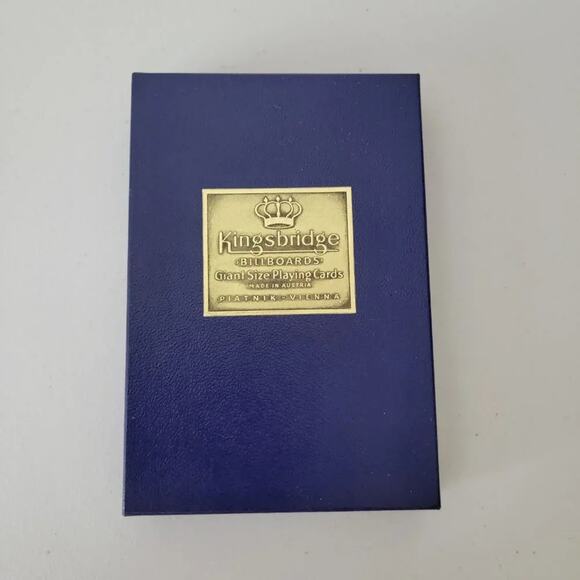 Kingsbridge
BILLBOARDS
Giant Size Playing Cards
MADE IN AUSTRIA
PIATNIK-VIENNA